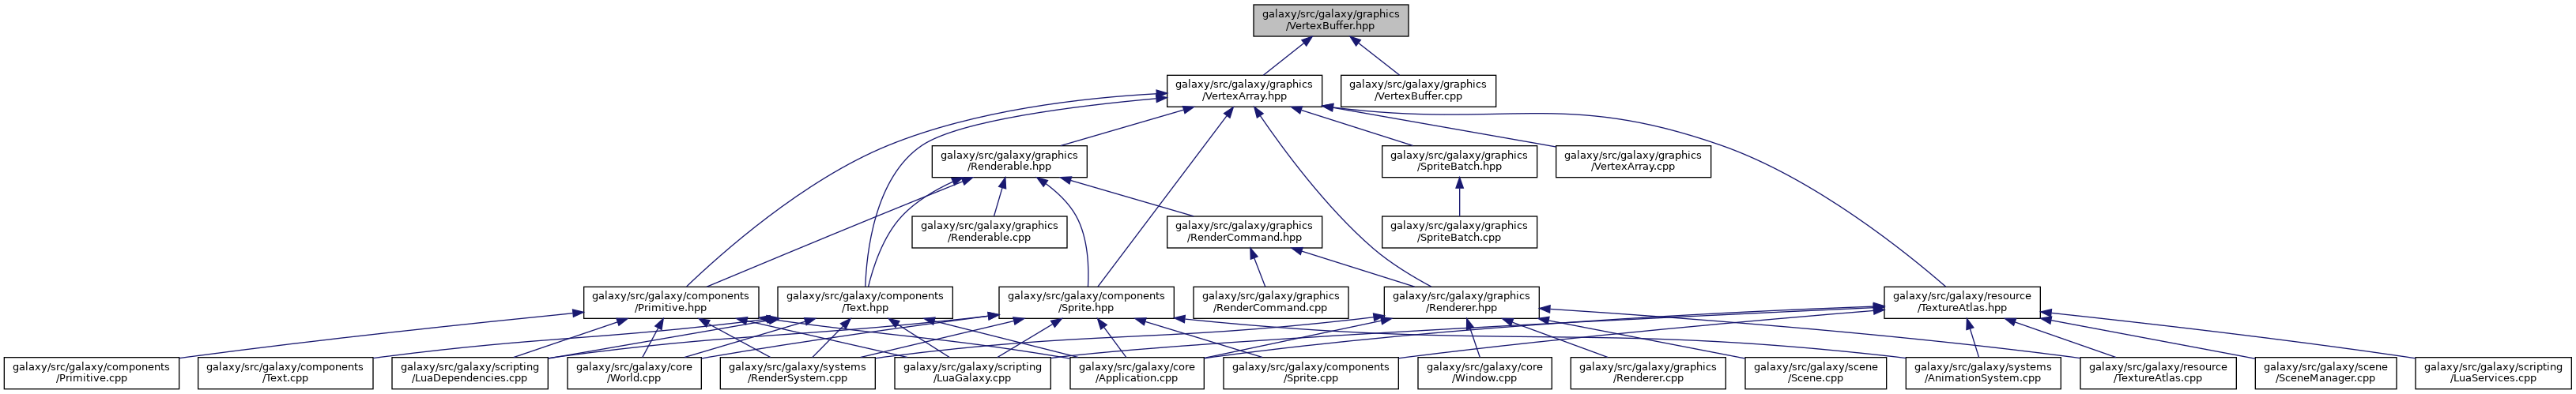 galaxy/src/galaxy/graphics
/VertexBuffer.hpp
galaxy/src/galaxy/graphics
/VertexArray.hpp
galaxy/src/galaxy/graphics
/VertexBuffer.cpp
galaxy/src/galaxy/graphics
/Renderable.hpp
galaxy/src/galaxy/graphics
/SpriteBatch.hpp
galaxy/src/galaxy/graphics
/VertexArray.cpp
galaxy/src/galaxy/graphics
/Renderable.cpp
galaxy/src/galaxy/graphics
/RenderCommand.hpp
galaxy/src/galaxy/graphics
/SpriteBatch.cpp
galaxy/src/galaxy/components
/Primitive.hpp
galaxy/src/galaxy/components
/Text.hpp
galaxy/src/galaxy/components
/Sprite.hpp
galaxy/src/galaxy/graphics
/RenderCommand.cpp
galaxy/src/galaxy/graphics
/Renderer.hpp
galaxy/src/galaxy/resource
/TextureAtlas.hpp
galaxy/src/galaxy/components
/Primitive.cpp
galaxy/src/galaxy/components
/Text.cpp
galaxy/src/galaxy/scripting
/LuaDependencies.cpp
galaxy/src/galaxy/core
/World.cpp
galaxy/src/galaxy/systems
/RenderSystem.cpp
galaxy/src/galaxy/scripting
/LuaGalaxy.cpp
galaxy/src/galaxy/core
/Application.cpp
galaxy/src/galaxy/components
/Sprite.cpp
galaxy/src/galaxy/core
/Window.cpp
galaxy/src/galaxy/graphics
/Renderer.cpp
galaxy/src/galaxy/scene
/Scene.cpp
galaxy/src/galaxy/systems
/AnimationSystem.cpp
galaxy/src/galaxy/resource
/TextureAtlas.cpp
galaxy/src/galaxy/scene
/SceneManager.cpp
galaxy/src/galaxy/scripting
/LuaServices.cpp